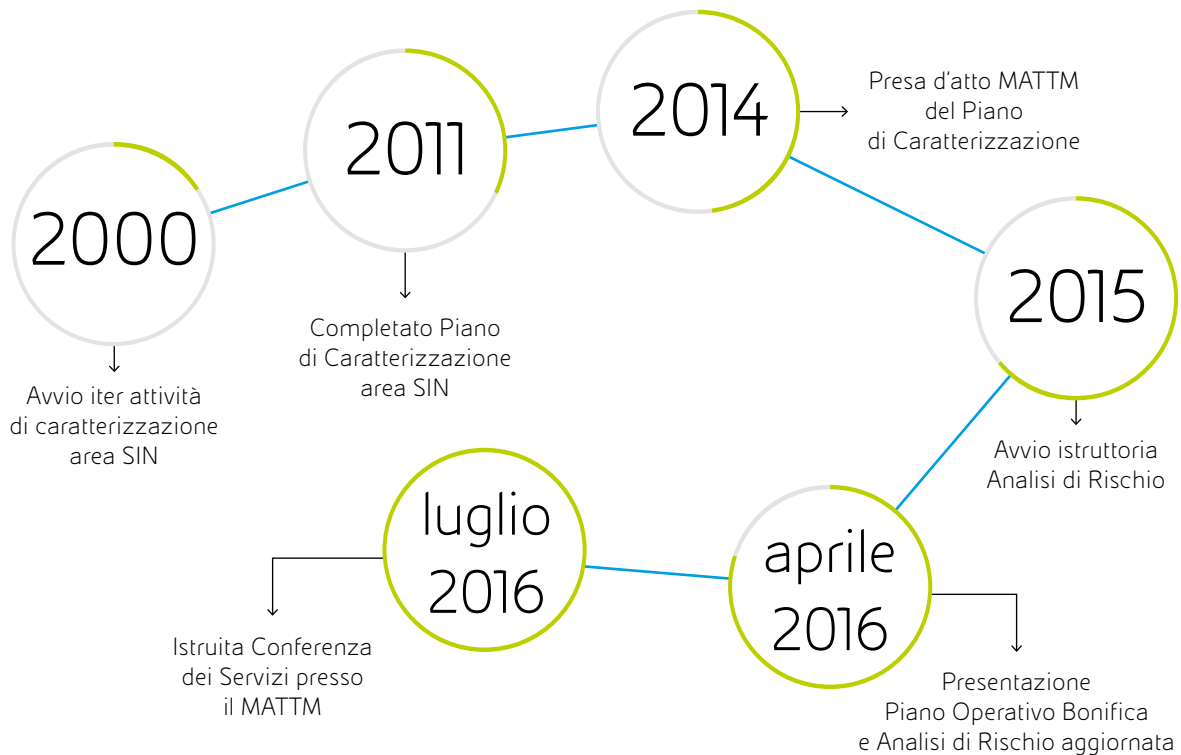 2000
Avvio iter attività
di caratterizzazione
area SIN
2011
Completato Piano
di Caratterizzazione
area SIN
2014
Presa d'atto MATTM
del Piano
di Caratterizzazione
2015
Avvio istruttoria
Analisi di Rischio
aprile
2016
Presentazione
Piano Operativo Bonifica
e Analisi di Rischio aggiornata
luglio
2016
Istruita Conferenza
dei Servizi presso
il MATTM